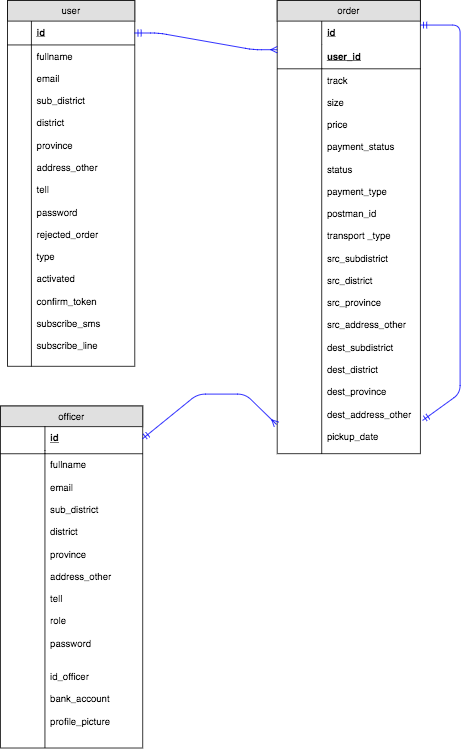 user
id
fullname
email
sub_district
district
province
address_other
tell
password
rejected_order
type
activated
confirm_token
subscribe_sms
subscribe_line
order
id
user_id
track
size
price
payment_status
status
payment_type
postman_id
transport _type
src_subdistrict
src_district
src_province
src_address_other
dest_subdistrict
dest_district
dest_province
dest_address_other
pickup_date
officer
id
fullname
email
sub_district
district
province
address_other
tell
role
password
id_officer
bank_account
profile_picture